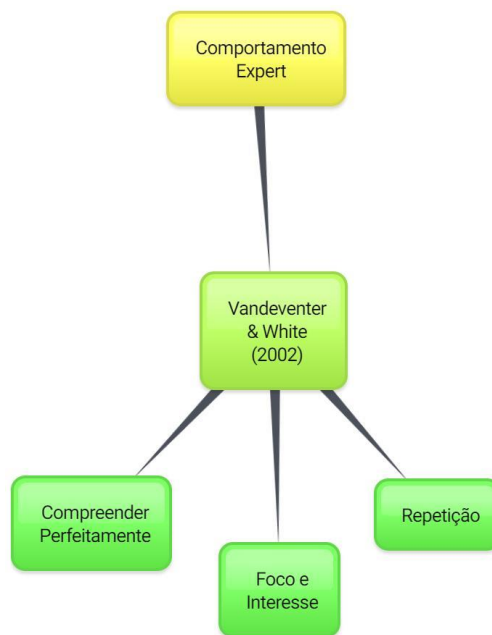 Comportamento
Expert
Vandeventer
& White
(2002)
Compreender
Perfeitamente
Foco e
Interesse
Repetição